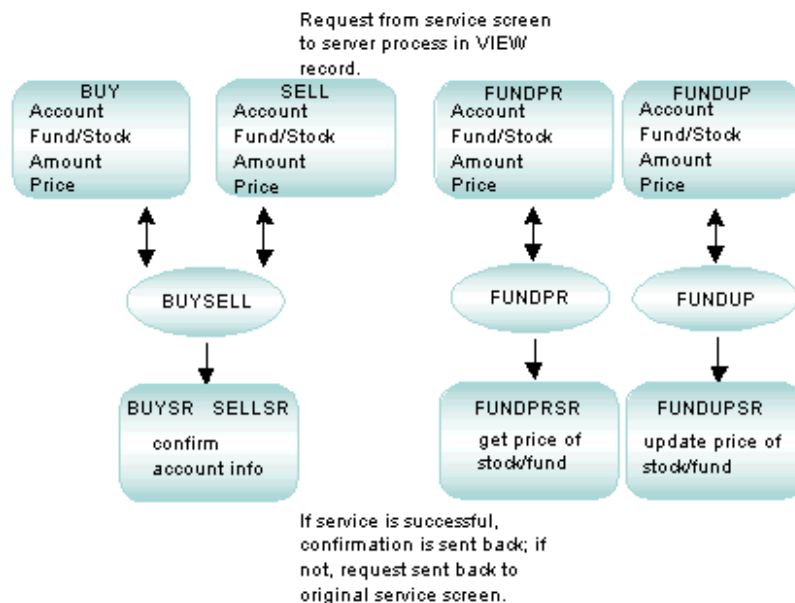 Request from service screen
to server process in VIEW
record.
BUY
Account
Fund/Stock
Amount
Price
SELL
Account
Fund/Stock
Amount
Price
FUNDPR
Account
Fund/Stock
Amount
Price
FUNDUP
Account
Fund/Stock
Amount
Price
BUYSELL
FUNDPR
FUNDUP
BUYSR SELLSR
confirm
account info
FUNDPRSR
get price of
stock/fund
FUNDUPSR
update price of
stock/fund
If service is successful,
confirmation is sent back; if
not, request sent back to
original service screen.